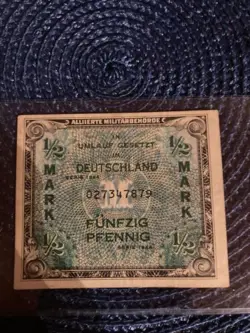 ALLIIERTE MILITÄRBEHÖRDE
1/2
1/2
IN
UMLAUF GESETZT
IN
DEUTSCHLAND
SERIE 1944
027347879
MARK
MARK
FÜNFZIG
PFENNIG
SERIE 1944
1/2
1/2